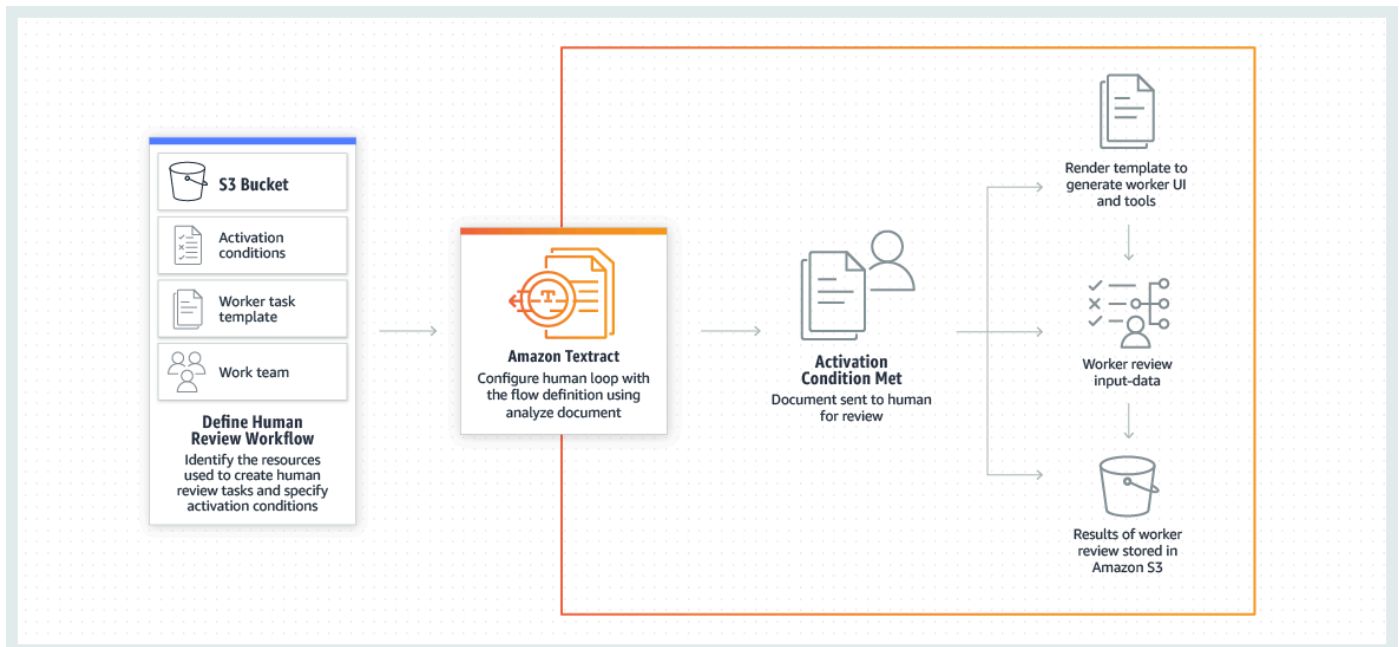 S3 Bucket
Activation
conditions
Worker task
template
Work team
Define Human
Review Workflow
Identify the resources
used to create human
review tasks and specify
activation conditions
T
Amazon Textract
Configure human loop with
the flow definition using
analyze document
Activation
Condition Met
Document sent to human
for review
Render template to
generate worker UI
and tools
Worker review
input-data
Results of worker
review stored in
Amazon S3